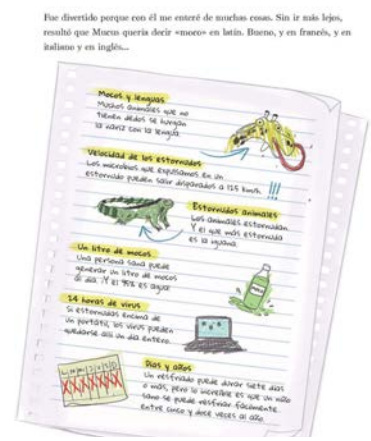 Fue divertido porque con él me enteré de muchas cosas. Sin ir más lejos,
resultó que Mucus quería decir «moco» en latín. Bueno, y en francés, y en
italiano y en inglés...
Mocos y lenguas
Muchos animales que no
tienen dedos se hurgan
la nariz con la lengua.
Velocidad de los estornudos
Los microbios que expulsamos en un
estornudo pueden salir disparados a 125 km/h.
!!!
Estornudos animales
Los animales estornudan.
Y el que más estornuda
es la iguana.
Un litro de mocos
Una persona sana puede
generar un litro de mocos
al día. ¡Y el 95% es agua!
24 horas de virus
Si estornudas encima de
un portátil, los virus pueden
quedarse allí un día entero.
Días y años
Un resfriado puede durar siete días
o más, pero lo increíble es que un niño
sano se puede resfriar fácilmente
entre cinco y doce veces al año.